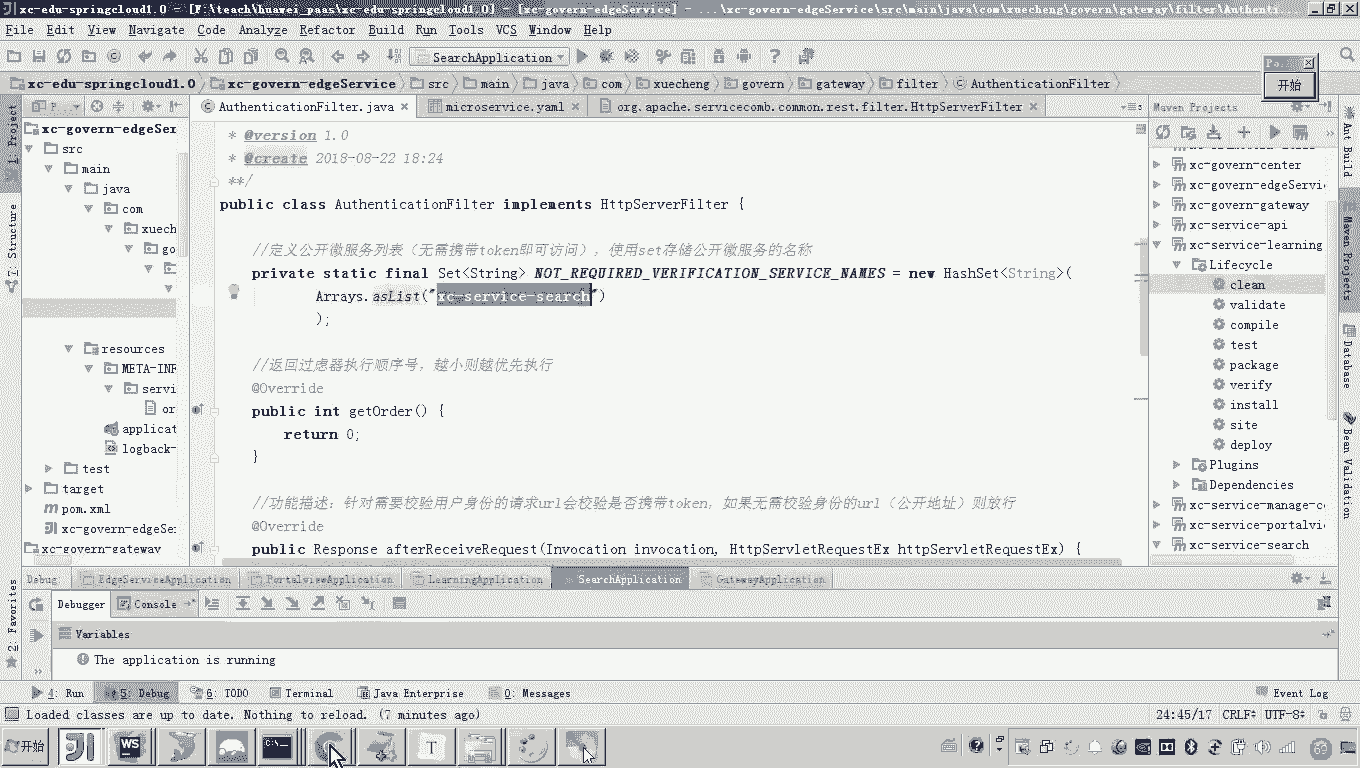 xc-edu-springcloud1.0 - [F:\teach\huawei_paas\xc-edu-springcloud1.0] - [xc-govern-edgeService] - ...\xc-govern-edgeService\src\main\java\com\xuecheng\govern\gateway\filter\Authenti
File Edit View Navigate Code Analyze Refactor Build Run Tools VCS Window Help
SearchApplication
xc-edu-springcloud1.0 xc-govern-edgeService src main java com xuecheng govern gateway filter AuthenticationFilter
开始
P...
AuthenticationFilter.java microservice.yaml org.apache.servicecomb.common.rest.filter.HttpServerFilter
Maven Projects
1: Project
7: Structure
2: Favorites
xc-govern-edgeSer
src
main
java
com
xuech
go
resources
META-INF
servi
or
applicat
logback-
test
target
pom.xml
xc-govern-edgeSe
xc-govern-gateway
* @version 1.0
* @create 2018-08-22 18:24
**/
public class AuthenticationFilter implements HttpServerFilter {
//定义公开微服务列表（无需携带token即可访问），使用set存储公开微服务的名称
private static final Set<String> NOT_REQUIRED_VERIFICATION_SERVICE_NAMES = new HashSet<String>(
Arrays.asList("xc-service-search")
);
//返回过虑器执行顺序号，越小则越优先执行
@Override
public int getOrder() {
return 0;
}
//功能描述：针对需要校验用户身份的请求url会校验是否携带token，如果无需校验身份的url（公开地址）则放行
@Override
public Response afterReceiveRequest(Invocation invocation, HttpServletRequestEx httpServletRequestEx) {
xc-govern-center
xc-govern-edgeServi
xc-govern-gateway
xc-service-api
xc-service-learning
Lifecycle
clean
validate
compile
test
package
verify
install
site
deploy
Plugins
Dependencies
xc-service-manage-c
xc-service-portalvi
xc-service-search
Ant Build
Maven Projects
Database
Bean Validation
Debug EdgeServiceApplication PortalviewApplication LearningApplication SearchApplication GatewayApplication
Debugger Console
Variables
The application is running
4: Run 5: Debug 6: TODO Terminal Java Enterprise 0: Messages Event Log
Loaded classes are up to date. Nothing to reload. (7 minutes ago)
24:45/17 CRLF UTF-8
开始
WS
T